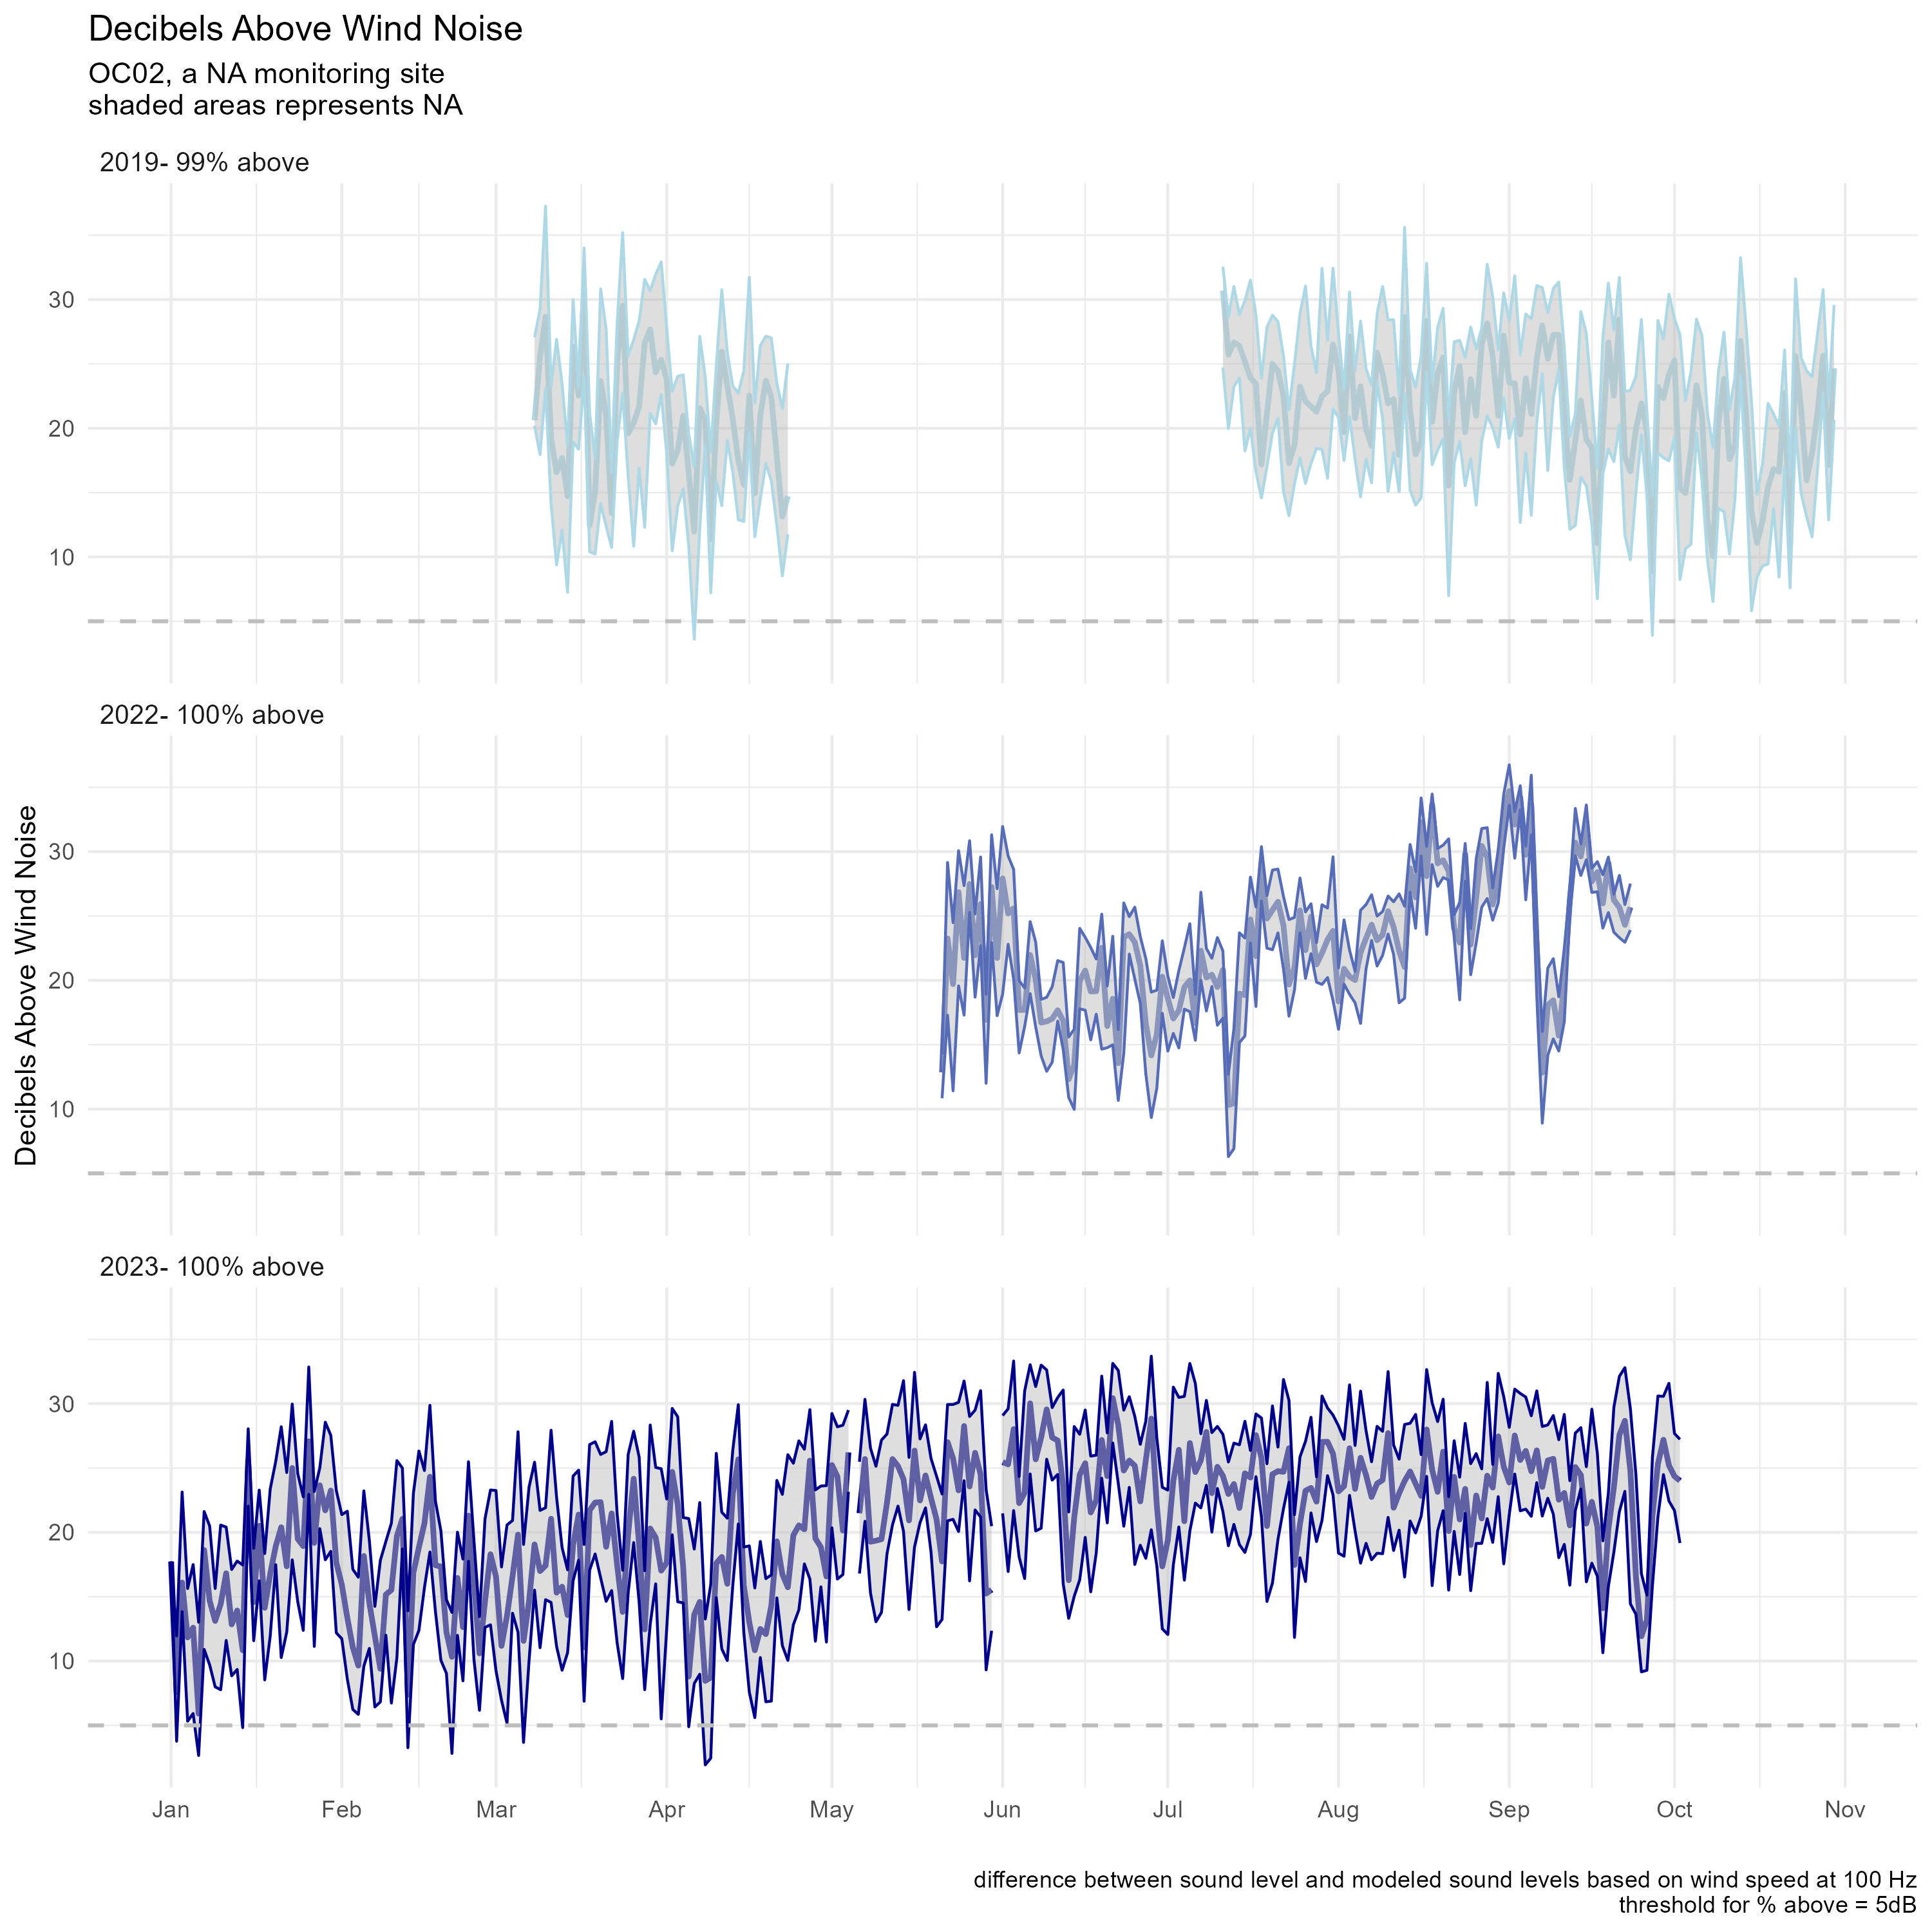 Decibels Above Wind Noise
OC02, a NA monitoring site
shaded areas represents NA
2019- 99% above
30
20
10
2022- 100% above
30
20
10
Decibels Above Wind Noise
2023- 100% above
30
20
10
Jan Feb Mar Apr May Jun Jul Aug Sep Oct Nov
difference between sound level and modeled sound levels based on wind speed at 100 Hz
threshold for % above = 5dB